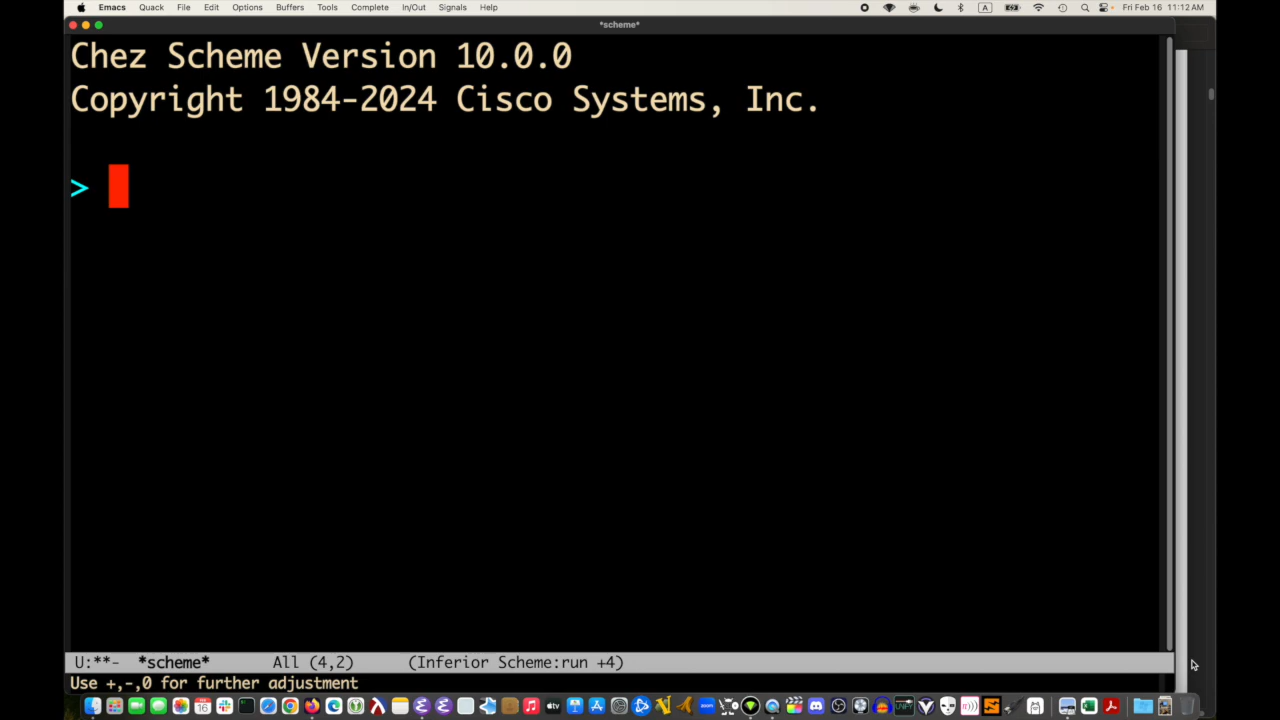 Emacs Quack File Edit Options Buffers Tools Complete In/Out Signals Help A Fri Feb 16 11:12 AM
*scheme*
Chez Scheme Version 10.0.0
Copyright 1984-2024 Cisco Systems, Inc.
>
U:**- *scheme* All (4,2) (Inferior Scheme:run +4)
Use +,-,0 for further adjustment